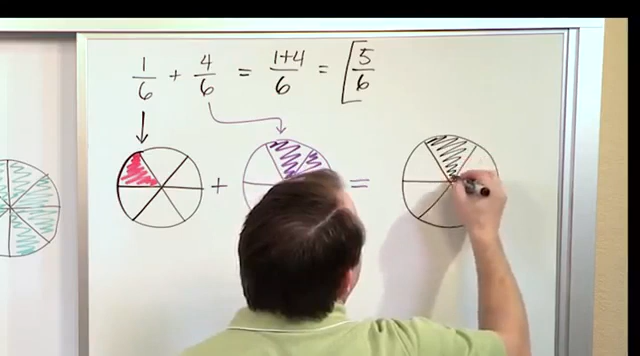 1/6 + 4/6 = 1+4/6 = [5/6
+ =